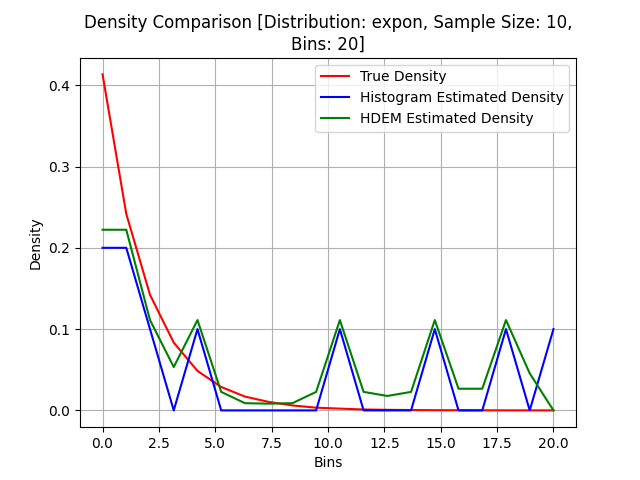 Density Comparison [Distribution: expon, Sample Size: 10,
Bins: 20]
True Density
Histogram Estimated Density
HDEM Estimated Density
Density
0.4
0.3
0.2
0.1
0.0
0.0 2.5 5.0 7.5 10.0 12.5 15.0 17.5 20.0
Bins